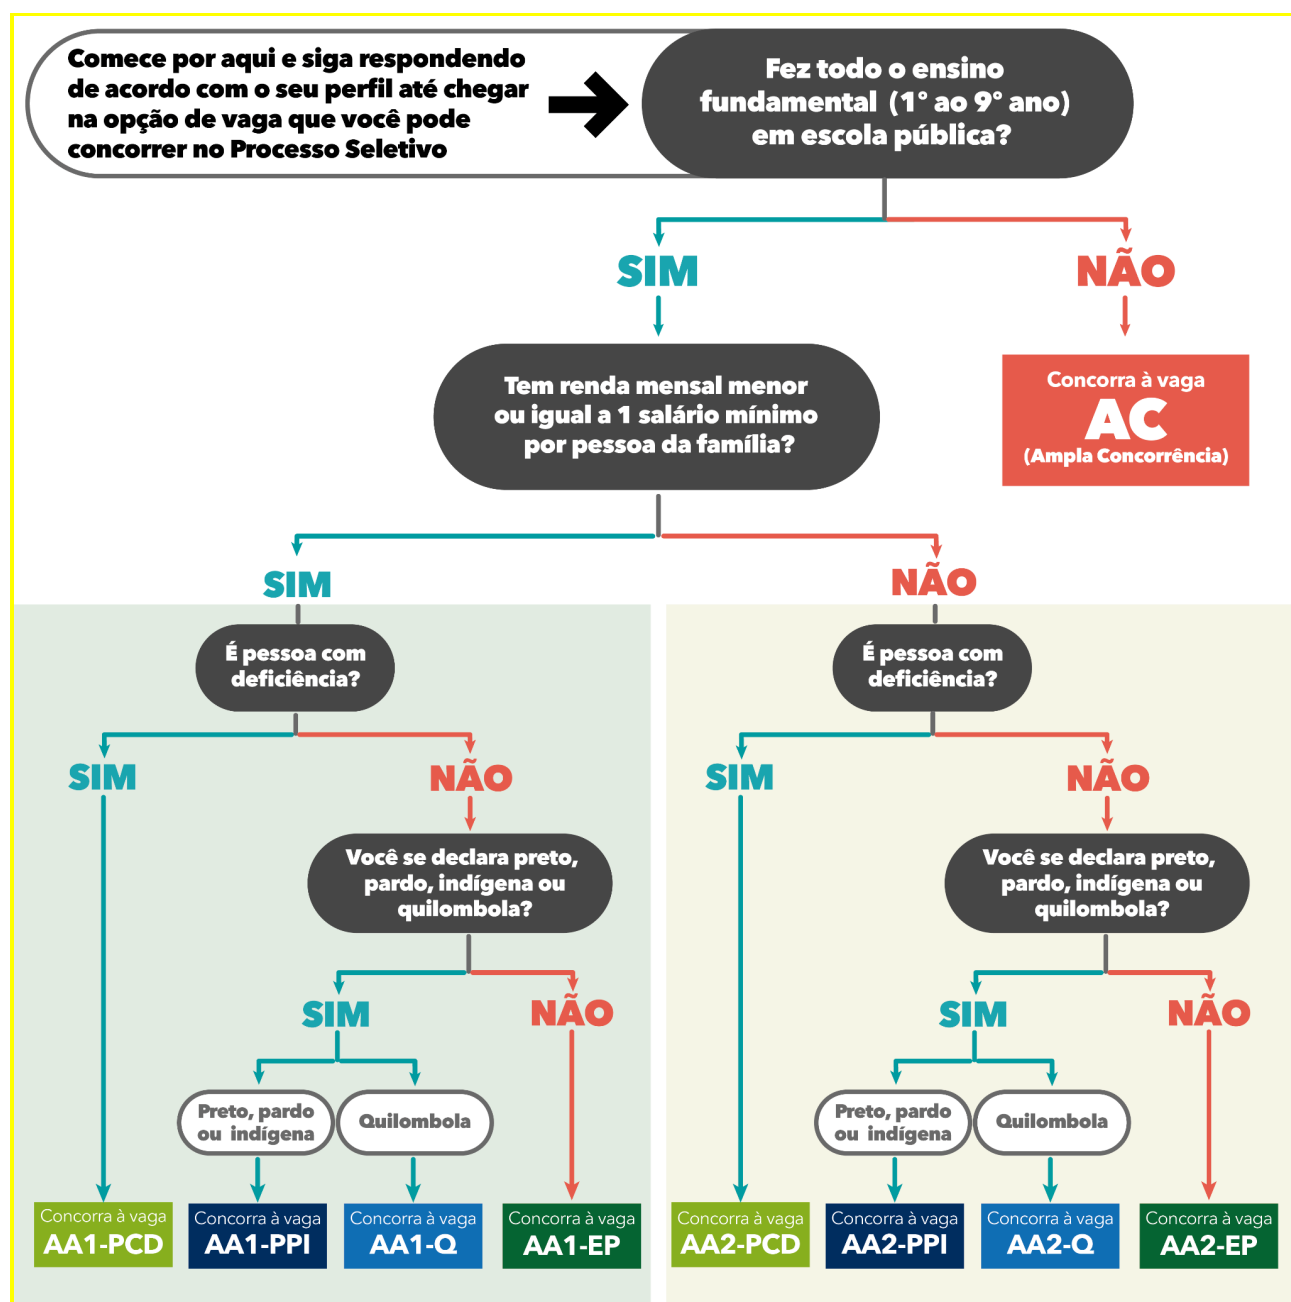 Comece por aqui e siga respondendo
de acordo com o seu perfil até chegar
na opção de vaga que você pode
concorrer no Processo Seletivo
Fez todo o ensino
fundamental (1º ao 9º ano)
em escola pública?
SIM
NÃO
Tem renda mensal menor
ou igual a 1 salário mínimo
por pessoa da família?
Concorra à vaga
AC
(Ampla Concorrência)
SIM
NÃO
É pessoa com
deficiência?
SIM
NÃO
Você se declara preto,
pardo, indígena ou
quilombola?
SIM
NÃO
Preto, pardo
ou indígena
Quilombola
Concorra à vaga
AA1-PCD
Concorra à vaga
AA1-PPI
Concorra à vaga
AA1-Q
Concorra à vaga
AA1-EP
É pessoa com
deficiência?
SIM
NÃO
Você se declara preto,
pardo, indígena ou
quilombola?
SIM
NÃO
Preto, pardo
ou indígena
Quilombola
Concorra à vaga
AA2-PCD
Concorra à vaga
AA2-PPI
Concorra à vaga
AA2-Q
Concorra à vaga
AA2-EP